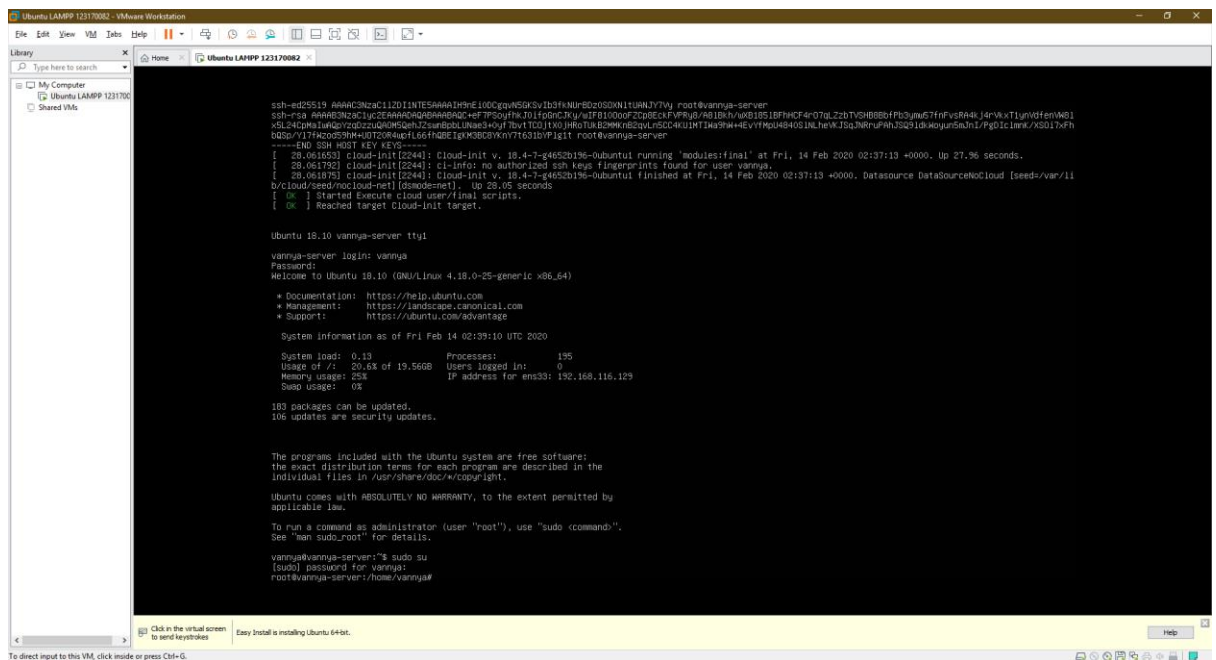 Ubuntu LAMPP 123170082 - VMware Workstation
File Edit View VM Tabs Help
Library
Home
Ubuntu LAMPP 123170082
Type here to search
My Computer
Ubuntu LAMPP 123170
Shared VMs
root@vannya-server
-----END SSH HOST KEY KEYS-----
[ 28.061653] cloud-init[2244]: Cloud-init v. 18.4-7-g4652b196-0ubuntu1 running 'modules:final' at Fri, 14 Feb 2020 02:37:13 +0000. Up 27.96 seconds.
[ 28.061792] cloud-init[2244]: ci-info: no authorized ssh keys fingerprints found for user vannya.
[ 28.061875] cloud-init[2244]: Cloud-init v. 18.4-7-g4652b196-0ubuntu1 finished at Fri, 14 Feb 2020 02:37:13 +0000. Datasource DataSourceNoCloud [seed=/var/li
b/cloud/seed/nocloud-net][dsmode=net]. Up 28.05 seconds
[ OK ] Started Execute cloud user/final scripts.
[ OK ] Reached target Cloud-init target.
Ubuntu 18.10 vannya-server tty1
vannya-server login: vannya
Password:
Welcome to Ubuntu 18.10 (GNU/Linux 4.18.0-25-generic x86_64)
* Documentation: https://help.ubuntu.com
* Management: https://landscape.canonical.com
* Support: https://ubuntu.com/advantage
System information as of Fri Feb 14 02:39:10 UTC 2020
System load: 0.13 Processes: 195
Usage of /: 20.6% of 19.56GB Users logged in: 0
Memory usage: 25% IP address for ens33: 192.168.116.129
Swap usage: 0%
183 packages can be updated.
106 updates are security updates.
The programs included with the Ubuntu system are free software;
the exact distribution terms for each program are described in the
individual files in /usr/share/doc/*/copyright.
Ubuntu comes with ABSOLUTELY NO WARRANTY, to the extent permitted by
applicable law.
To run a command as administrator (user "root"), use "sudo <command>".
See "man sudo_root" for details.
vannya@vannya-server:~$ sudo su
[sudo] password for vannya:
root@vannya-server:/home/vannya#
Click in the virtual screen
to send keystrokes
Easy Install is installing Ubuntu 64-bit.
Help
To direct input to this VM, click inside or press Ctrl+G.